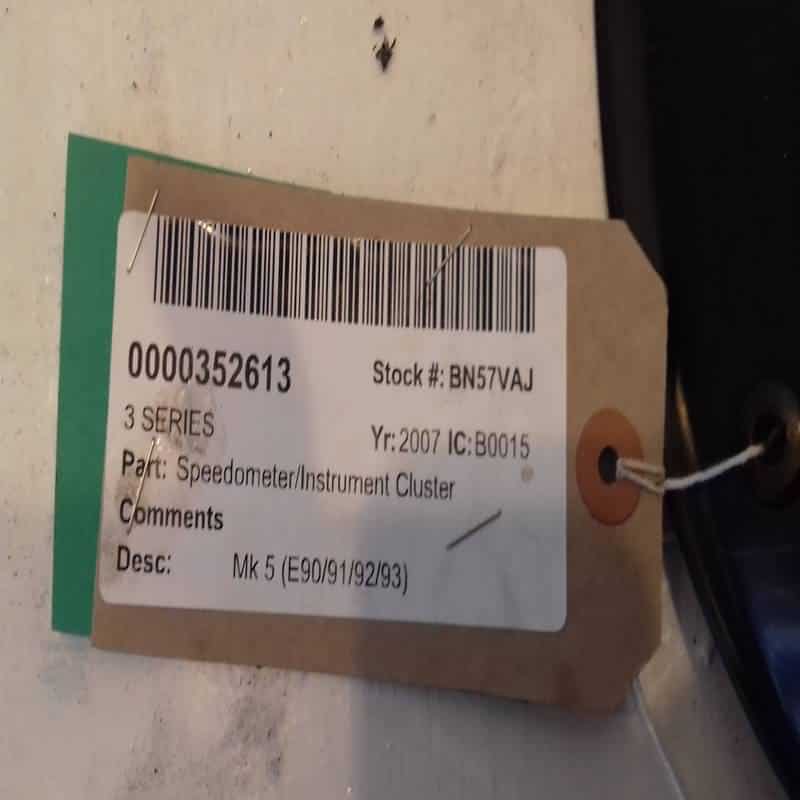 0000352613 Stock #: BN57VAJ
3 SERIES Yr: 2007 IC: B0015
Part: Speedometer/Instrument Cluster
Comments
Desc: Mk 5 (E90/91/92/93)